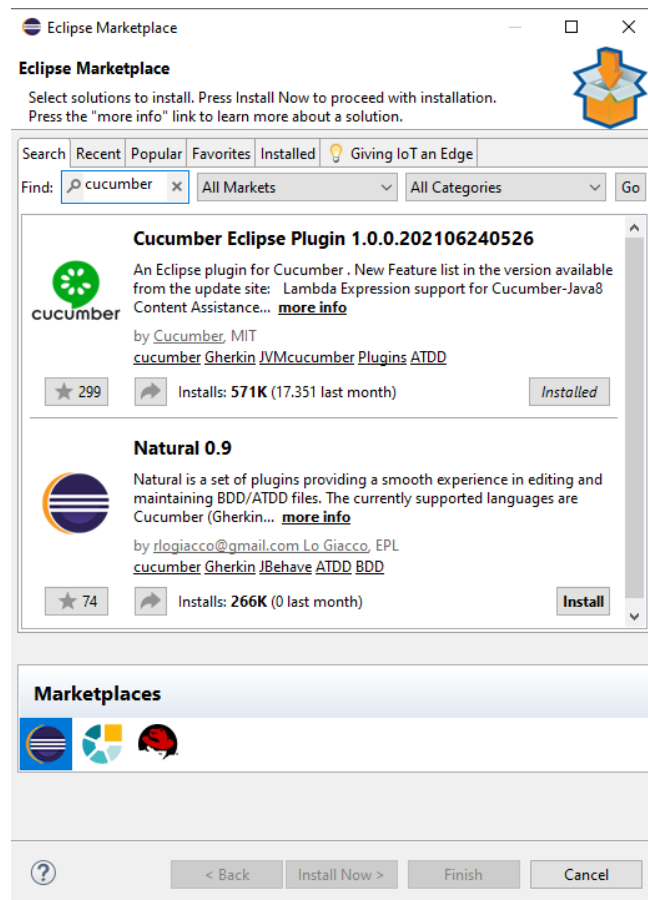 Eclipse Marketplace
Eclipse Marketplace
Select solutions to install. Press Install Now to proceed with installation.
Press the "more info" link to learn more about a solution.
Search Recent Popular Favorites Installed Giving IoT an Edge
Find: cucumber All Markets All Categories Go
Cucumber Eclipse Plugin 1.0.0.202106240526
An Eclipse plugin for Cucumber . New Feature list in the version available
from the update site: Lambda Expression support for Cucumber-Java8
Content Assistance... more info
cucumber
by Cucumber, MIT
cucumber Gherkin JVMcucumber Plugins ATDD
299 Installs: 571K (17.351 last month) Installed
Natural 0.9
Natural is a set of plugins providing a smooth experience in editing and
maintaining BDD/ATDD files. The currently supported languages are
Cucumber (Gherkin... more info
by rlogiacco@gmail.com Lo Giacco, EPL
cucumber Gherkin JBehave ATDD BDD
74 Installs: 266K (0 last month) Install
Marketplaces
? < Back Install Now > Finish Cancel